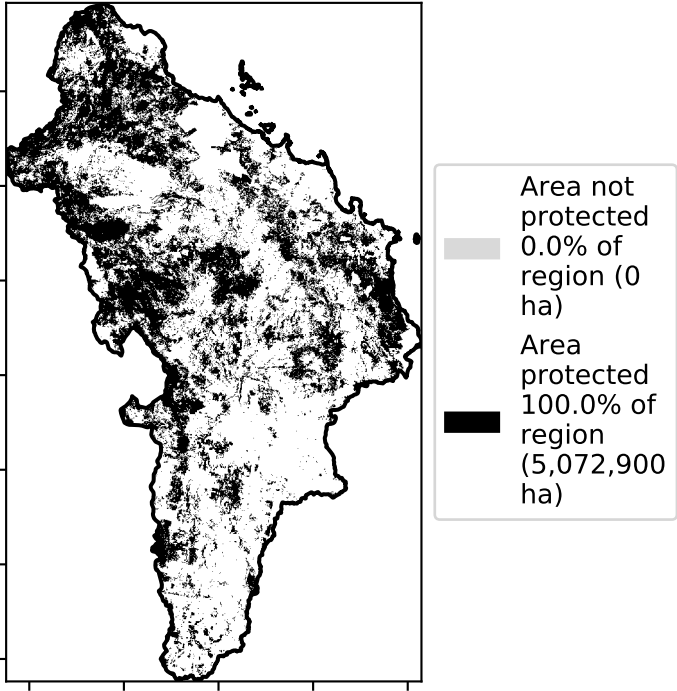 Area not
protected
0.0% of
region (0
ha)
Area
protected
100.0% of
region
(5,072,900
ha)